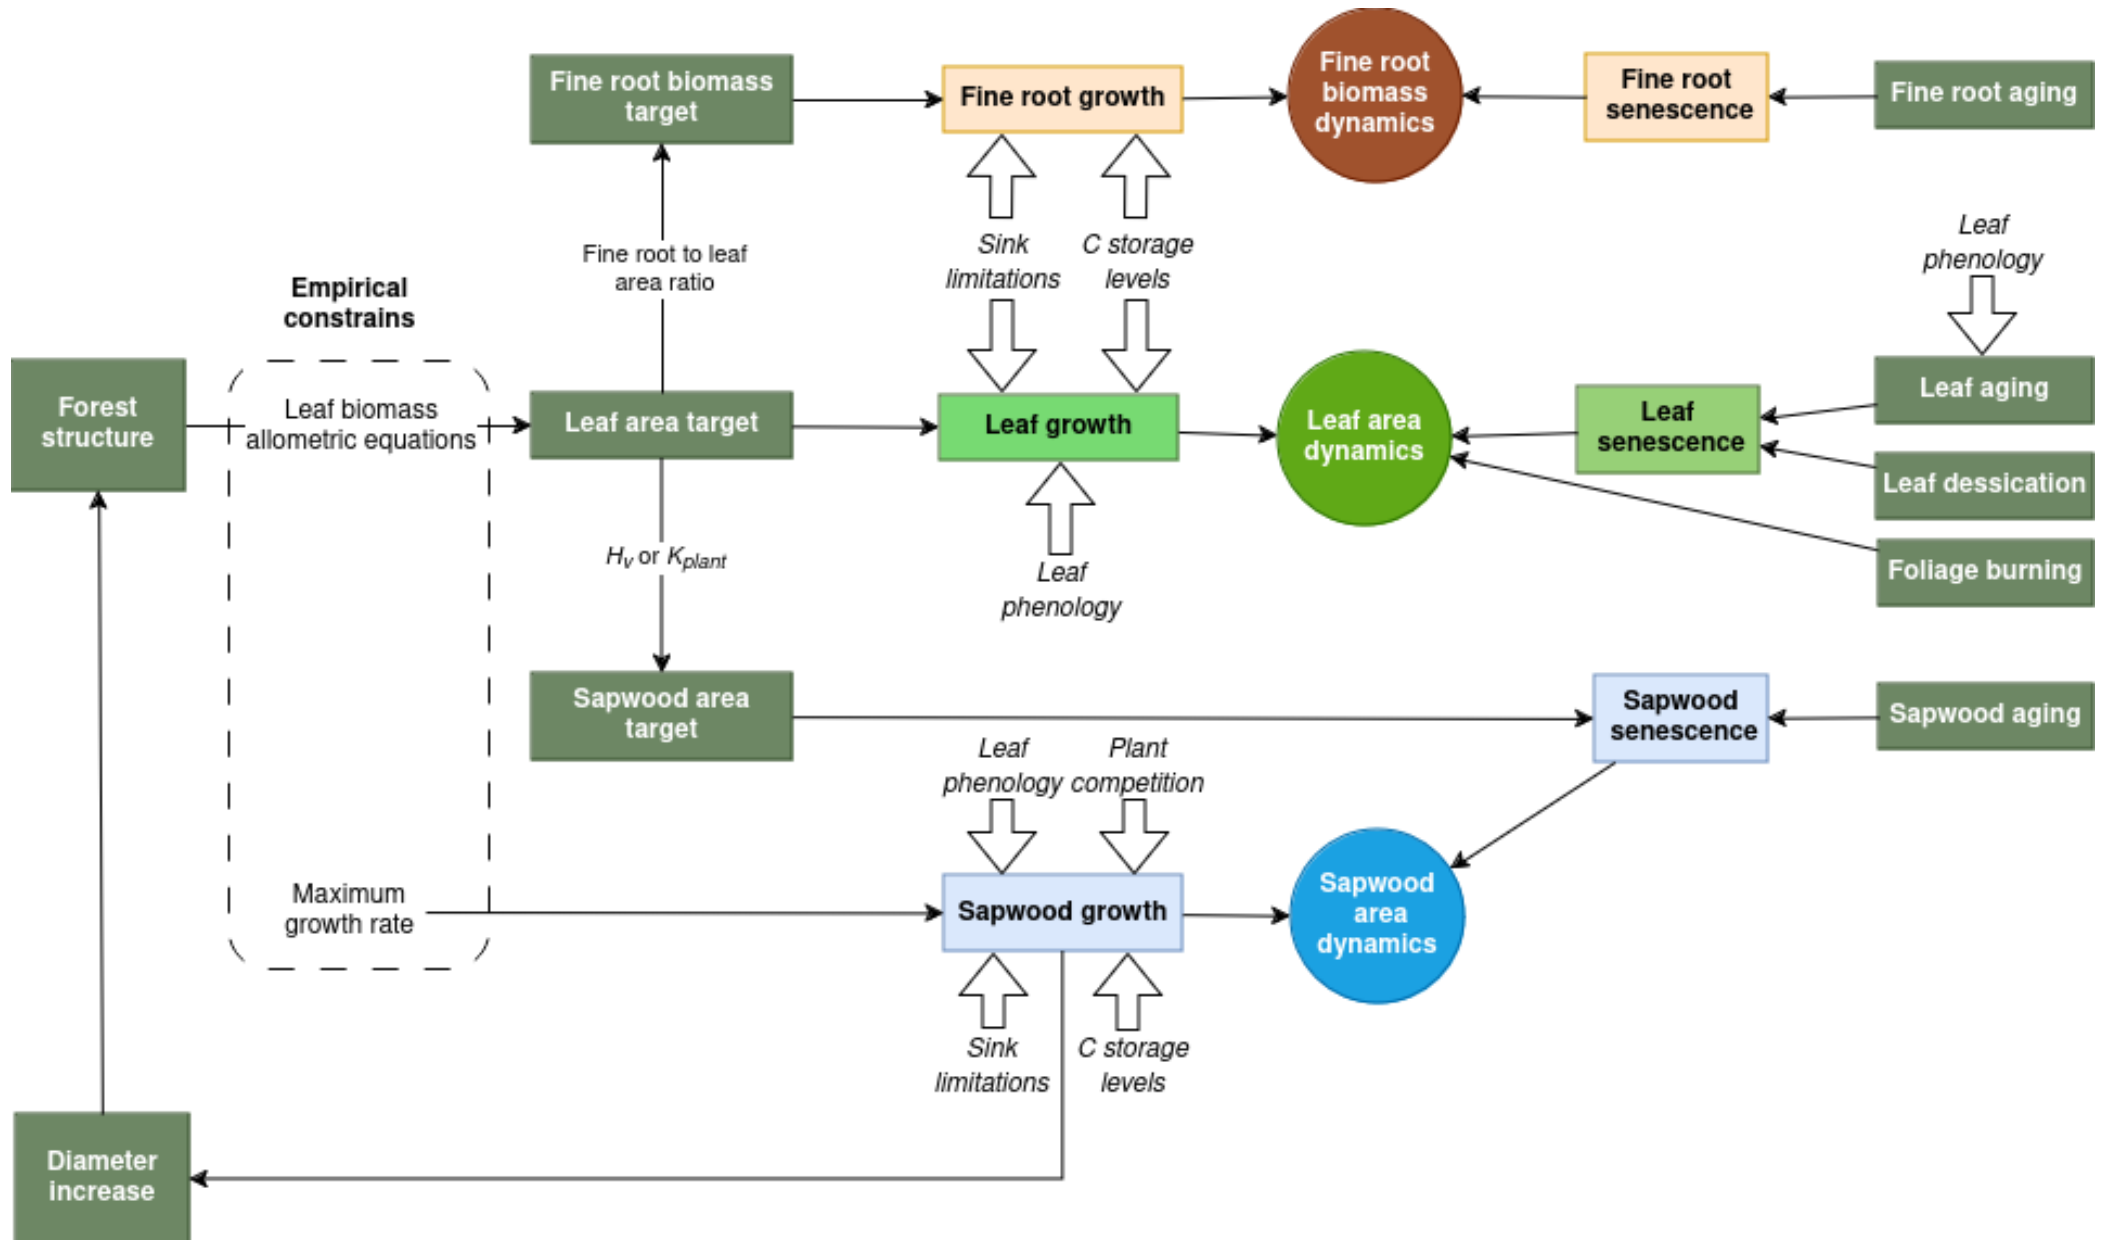 Fine root biomass
target
Fine root growth
Fine root
biomass
dynamics
Fine root
senescence
Fine root aging
Fine root to leaf
area ratio
Sink
limitations
C storage
levels
Leaf
phenology
Empirical
constrains
Forest
structure
Leaf biomass
allometric equations
Leaf area target
Leaf growth
Leaf area
dynamics
Leaf
senescence
Leaf aging
Leaf dessication
Foliage burning
Hv or Kplant
Leaf
phenology
Sapwood area
target
Sapwood
senescence
Sapwood aging
Leaf
phenology
Plant
competition
Maximum
growth rate
Sapwood growth
Sapwood
area
dynamics
Sink
limitations
C storage
levels
Diameter
increase